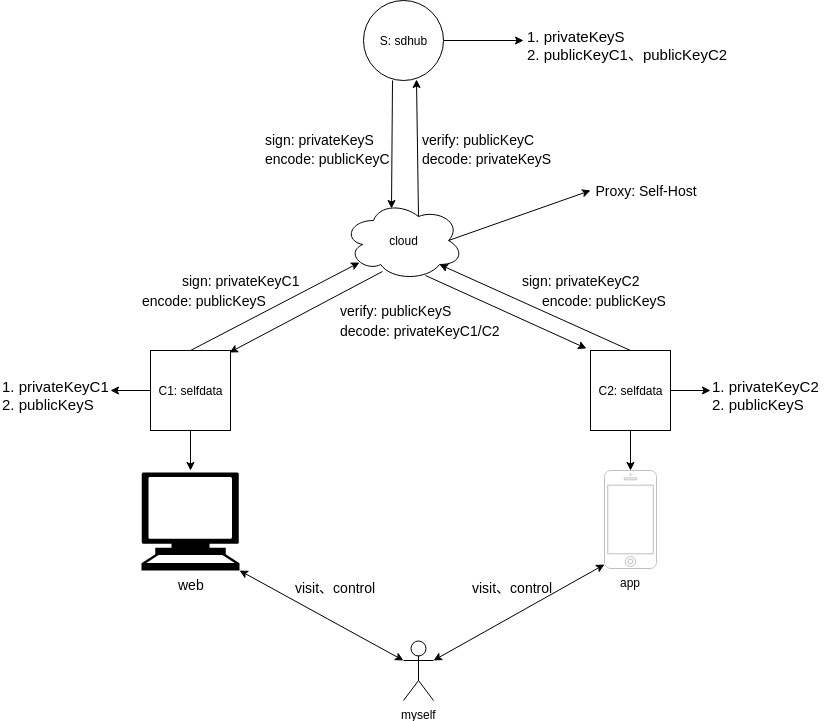 S: sdhub
1. privateKeyS
2. publicKeyC1、publicKeyC2
sign: privateKeyS
encode: publicKeyC
verify: publicKeyC
decode: privateKeyS
Proxy: Self-Host
cloud
sign: privateKeyC1
encode: publicKeyS
sign: privateKeyC2
encode: publicKeyS
verify: publicKeyS
decode: privateKeyC1/C2
1. privateKeyC1
2. publicKeyS
C1: selfdata
C2: selfdata
1. privateKeyC2
2. publicKeyS
web
app
visit、control
visit、control
myself